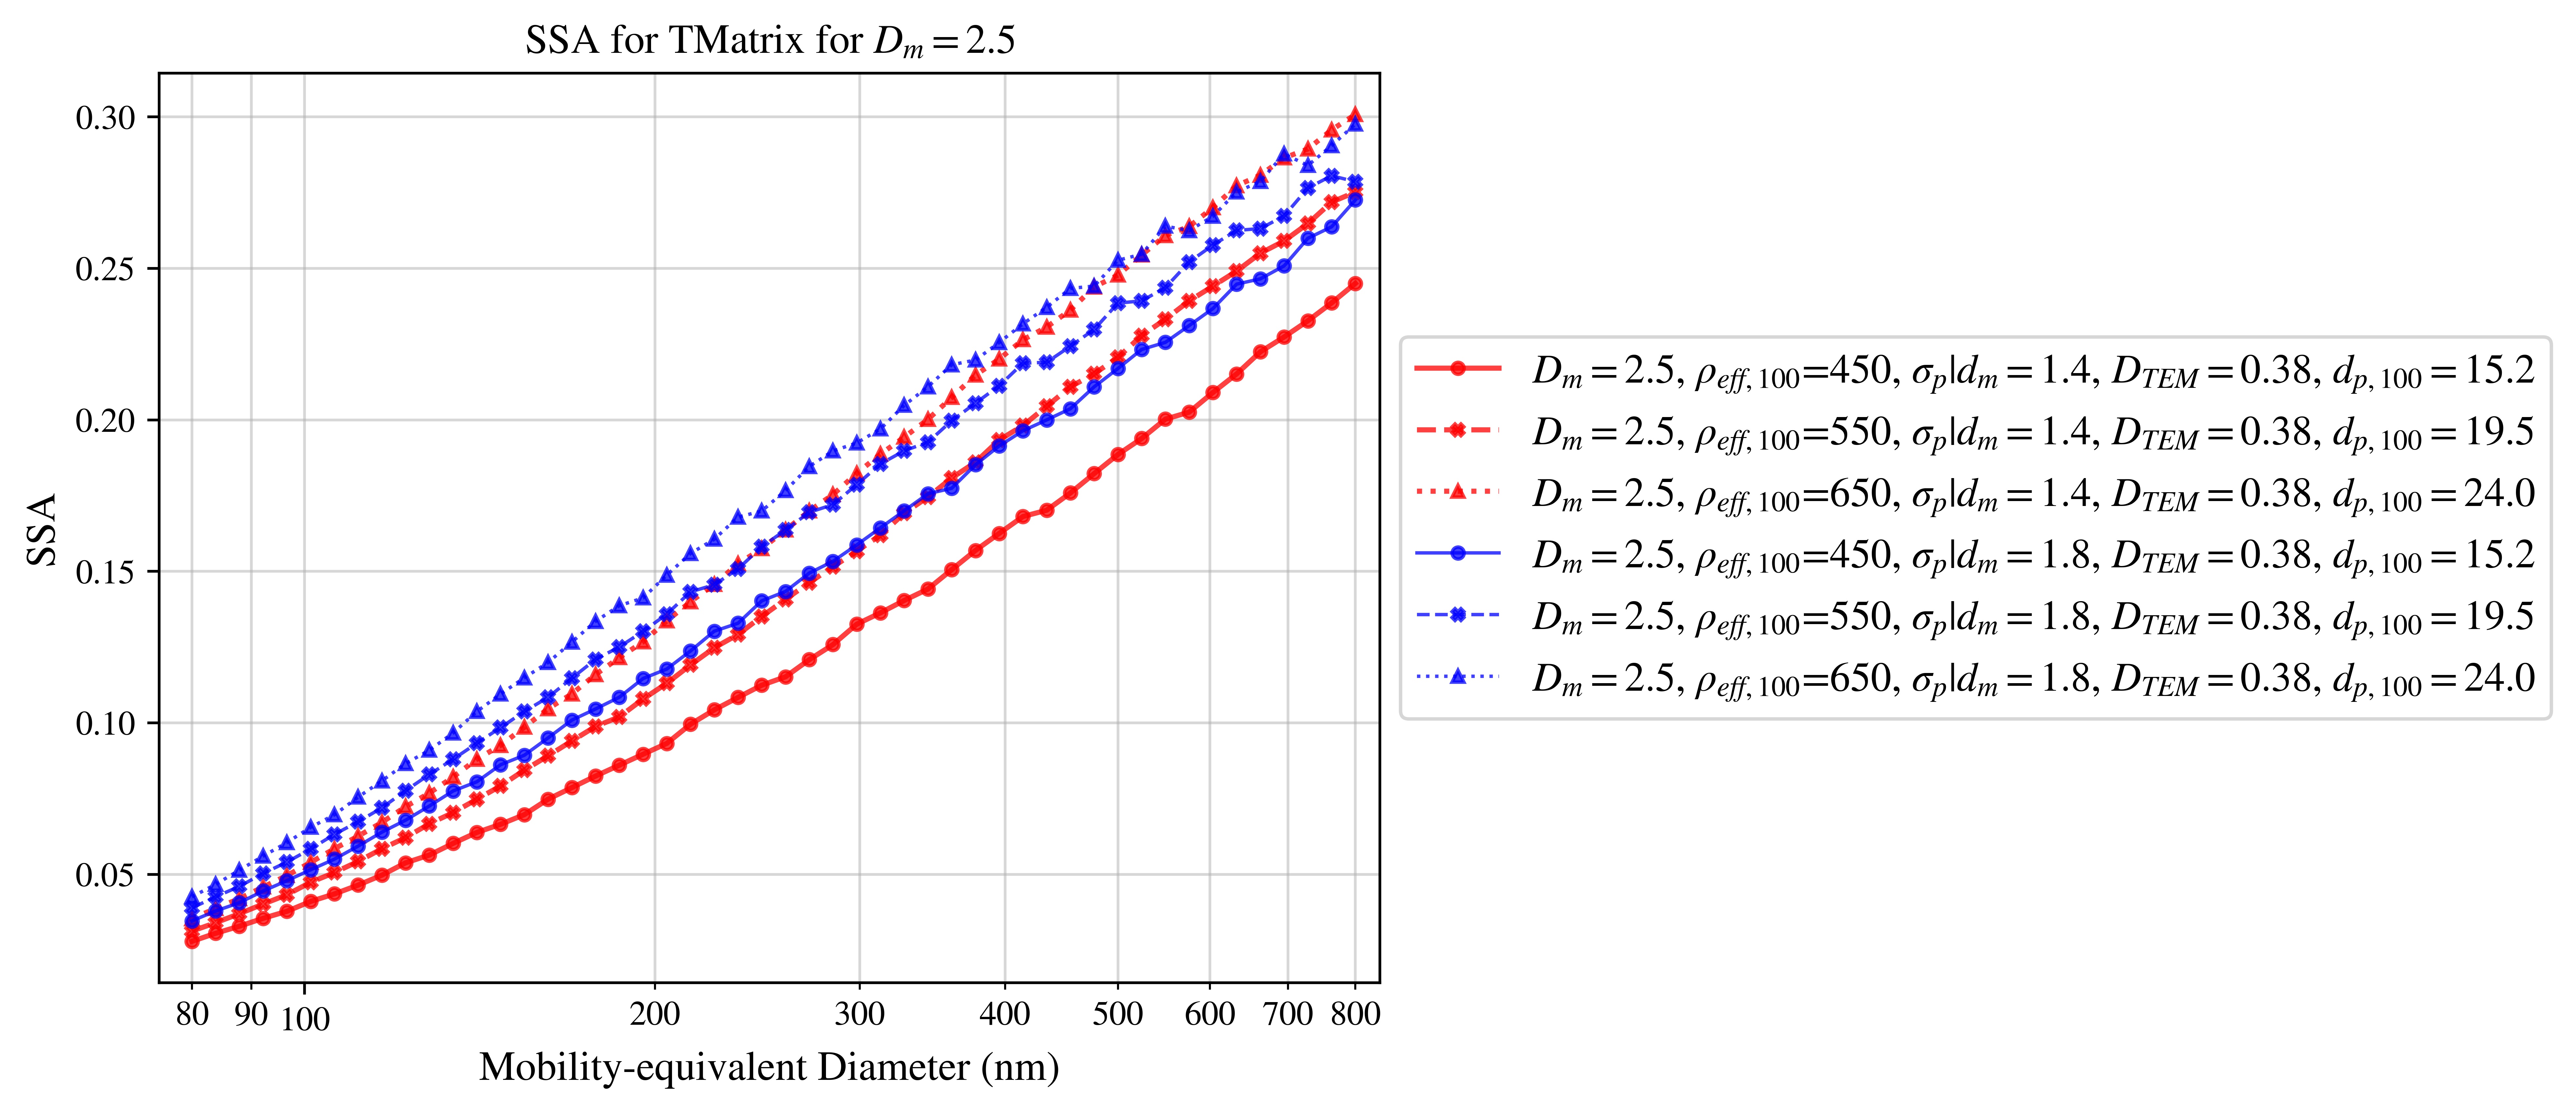 SSA for TMatrix for D_m = 2.5
0.30
0.25
0.20
0.15
0.10
0.05
SSA
80 90 100 200 300 400 500 600 700 800
Mobility-equivalent Diameter (nm)
D_m = 2.5, ρ_eff,100=450, σ_p|d_m = 1.4, D_TEM = 0.38, d_p,100 = 15.2
D_m = 2.5, ρ_eff,100=550, σ_p|d_m = 1.4, D_TEM = 0.38, d_p,100 = 19.5
D_m = 2.5, ρ_eff,100=650, σ_p|d_m = 1.4, D_TEM = 0.38, d_p,100 = 24.0
D_m = 2.5, ρ_eff,100=450, σ_p|d_m = 1.8, D_TEM = 0.38, d_p,100 = 15.2
D_m = 2.5, ρ_eff,100=550, σ_p|d_m = 1.8, D_TEM = 0.38, d_p,100 = 19.5
D_m = 2.5, ρ_eff,100=650, σ_p|d_m = 1.8, D_TEM = 0.38, d_p,100 = 24.0